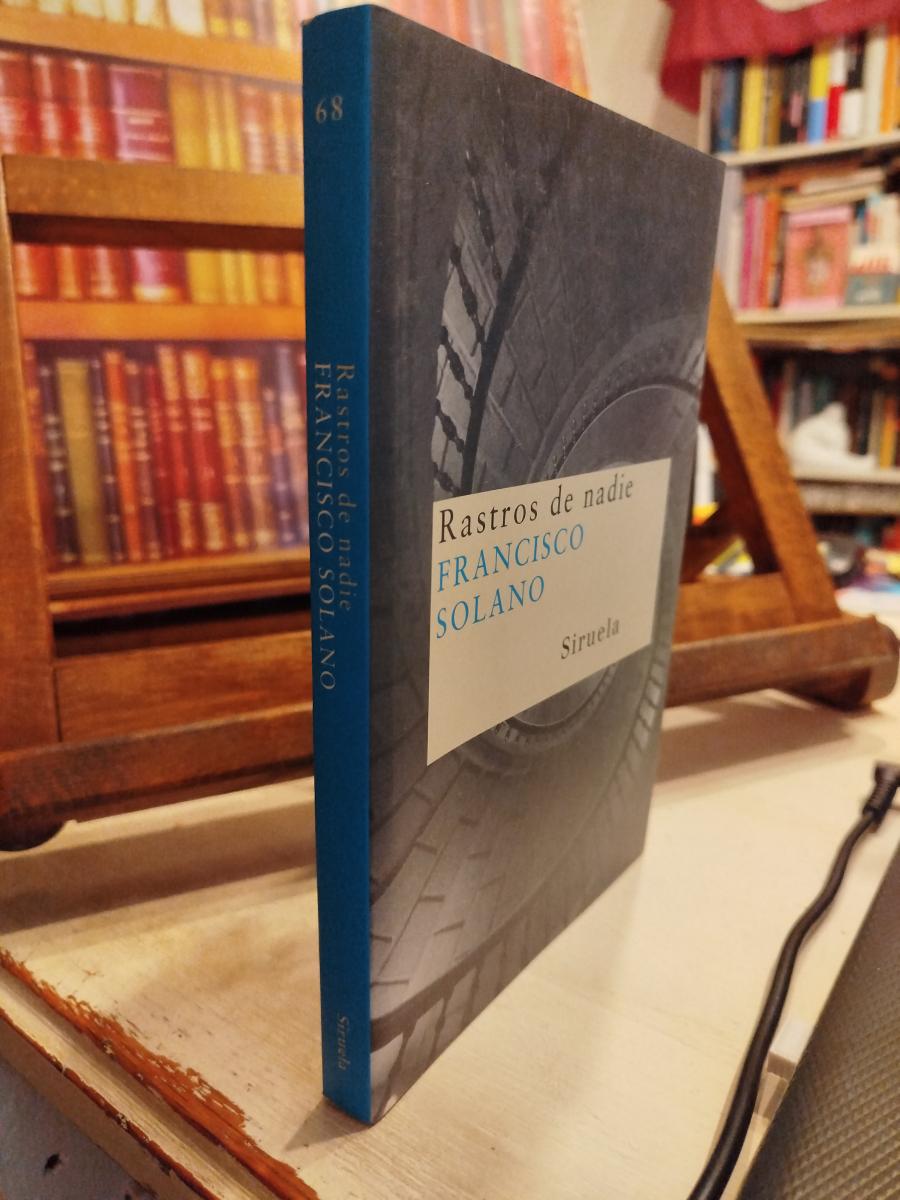 68
Rastros de nadie
FRANCISCO SOLANO
Siruela
Rastros de nadie
FRANCISCO
SOLANO
Siruela